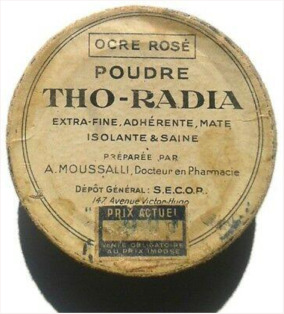 OCRE ROSÉ
POUDRE
THO-RADIA
EXTRA-FINE, ADHÉRENTE, MATE
ISOLANTE & SAINE
PRÉPARÉE PAR
A. MOUSSALLI, Docteur en Pharmacie
DÉPÔT GÉNÉRAL: S.E.C.O.P.
147, Avenue Victor-Hugo
PRIX ACTUEL
VENTE OBLIGATOIRE
AU PRIX IMPOSÉ